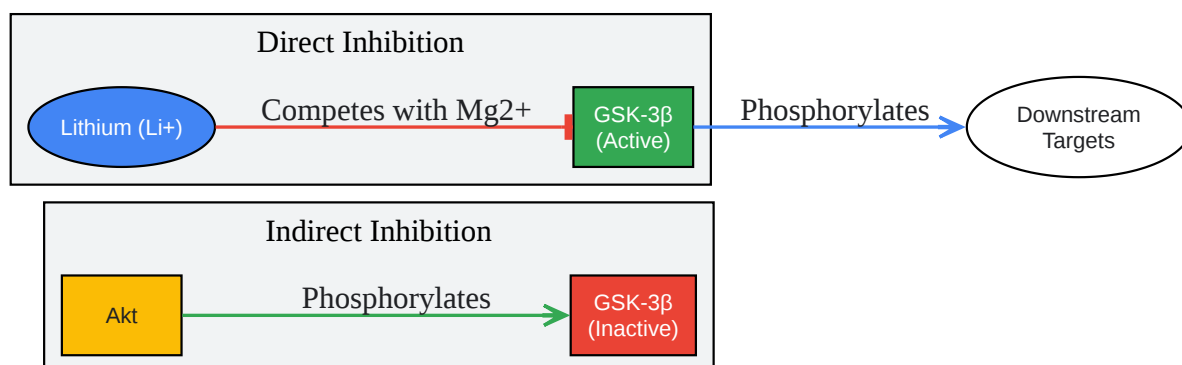 Direct Inhibition
Lithium (Li+)
Competes with Mg2+
GSK-3β
(Active)
Phosphorylates
Downstream
Targets
Indirect Inhibition
Akt
Phosphorylates
GSK-3β
(Inactive)